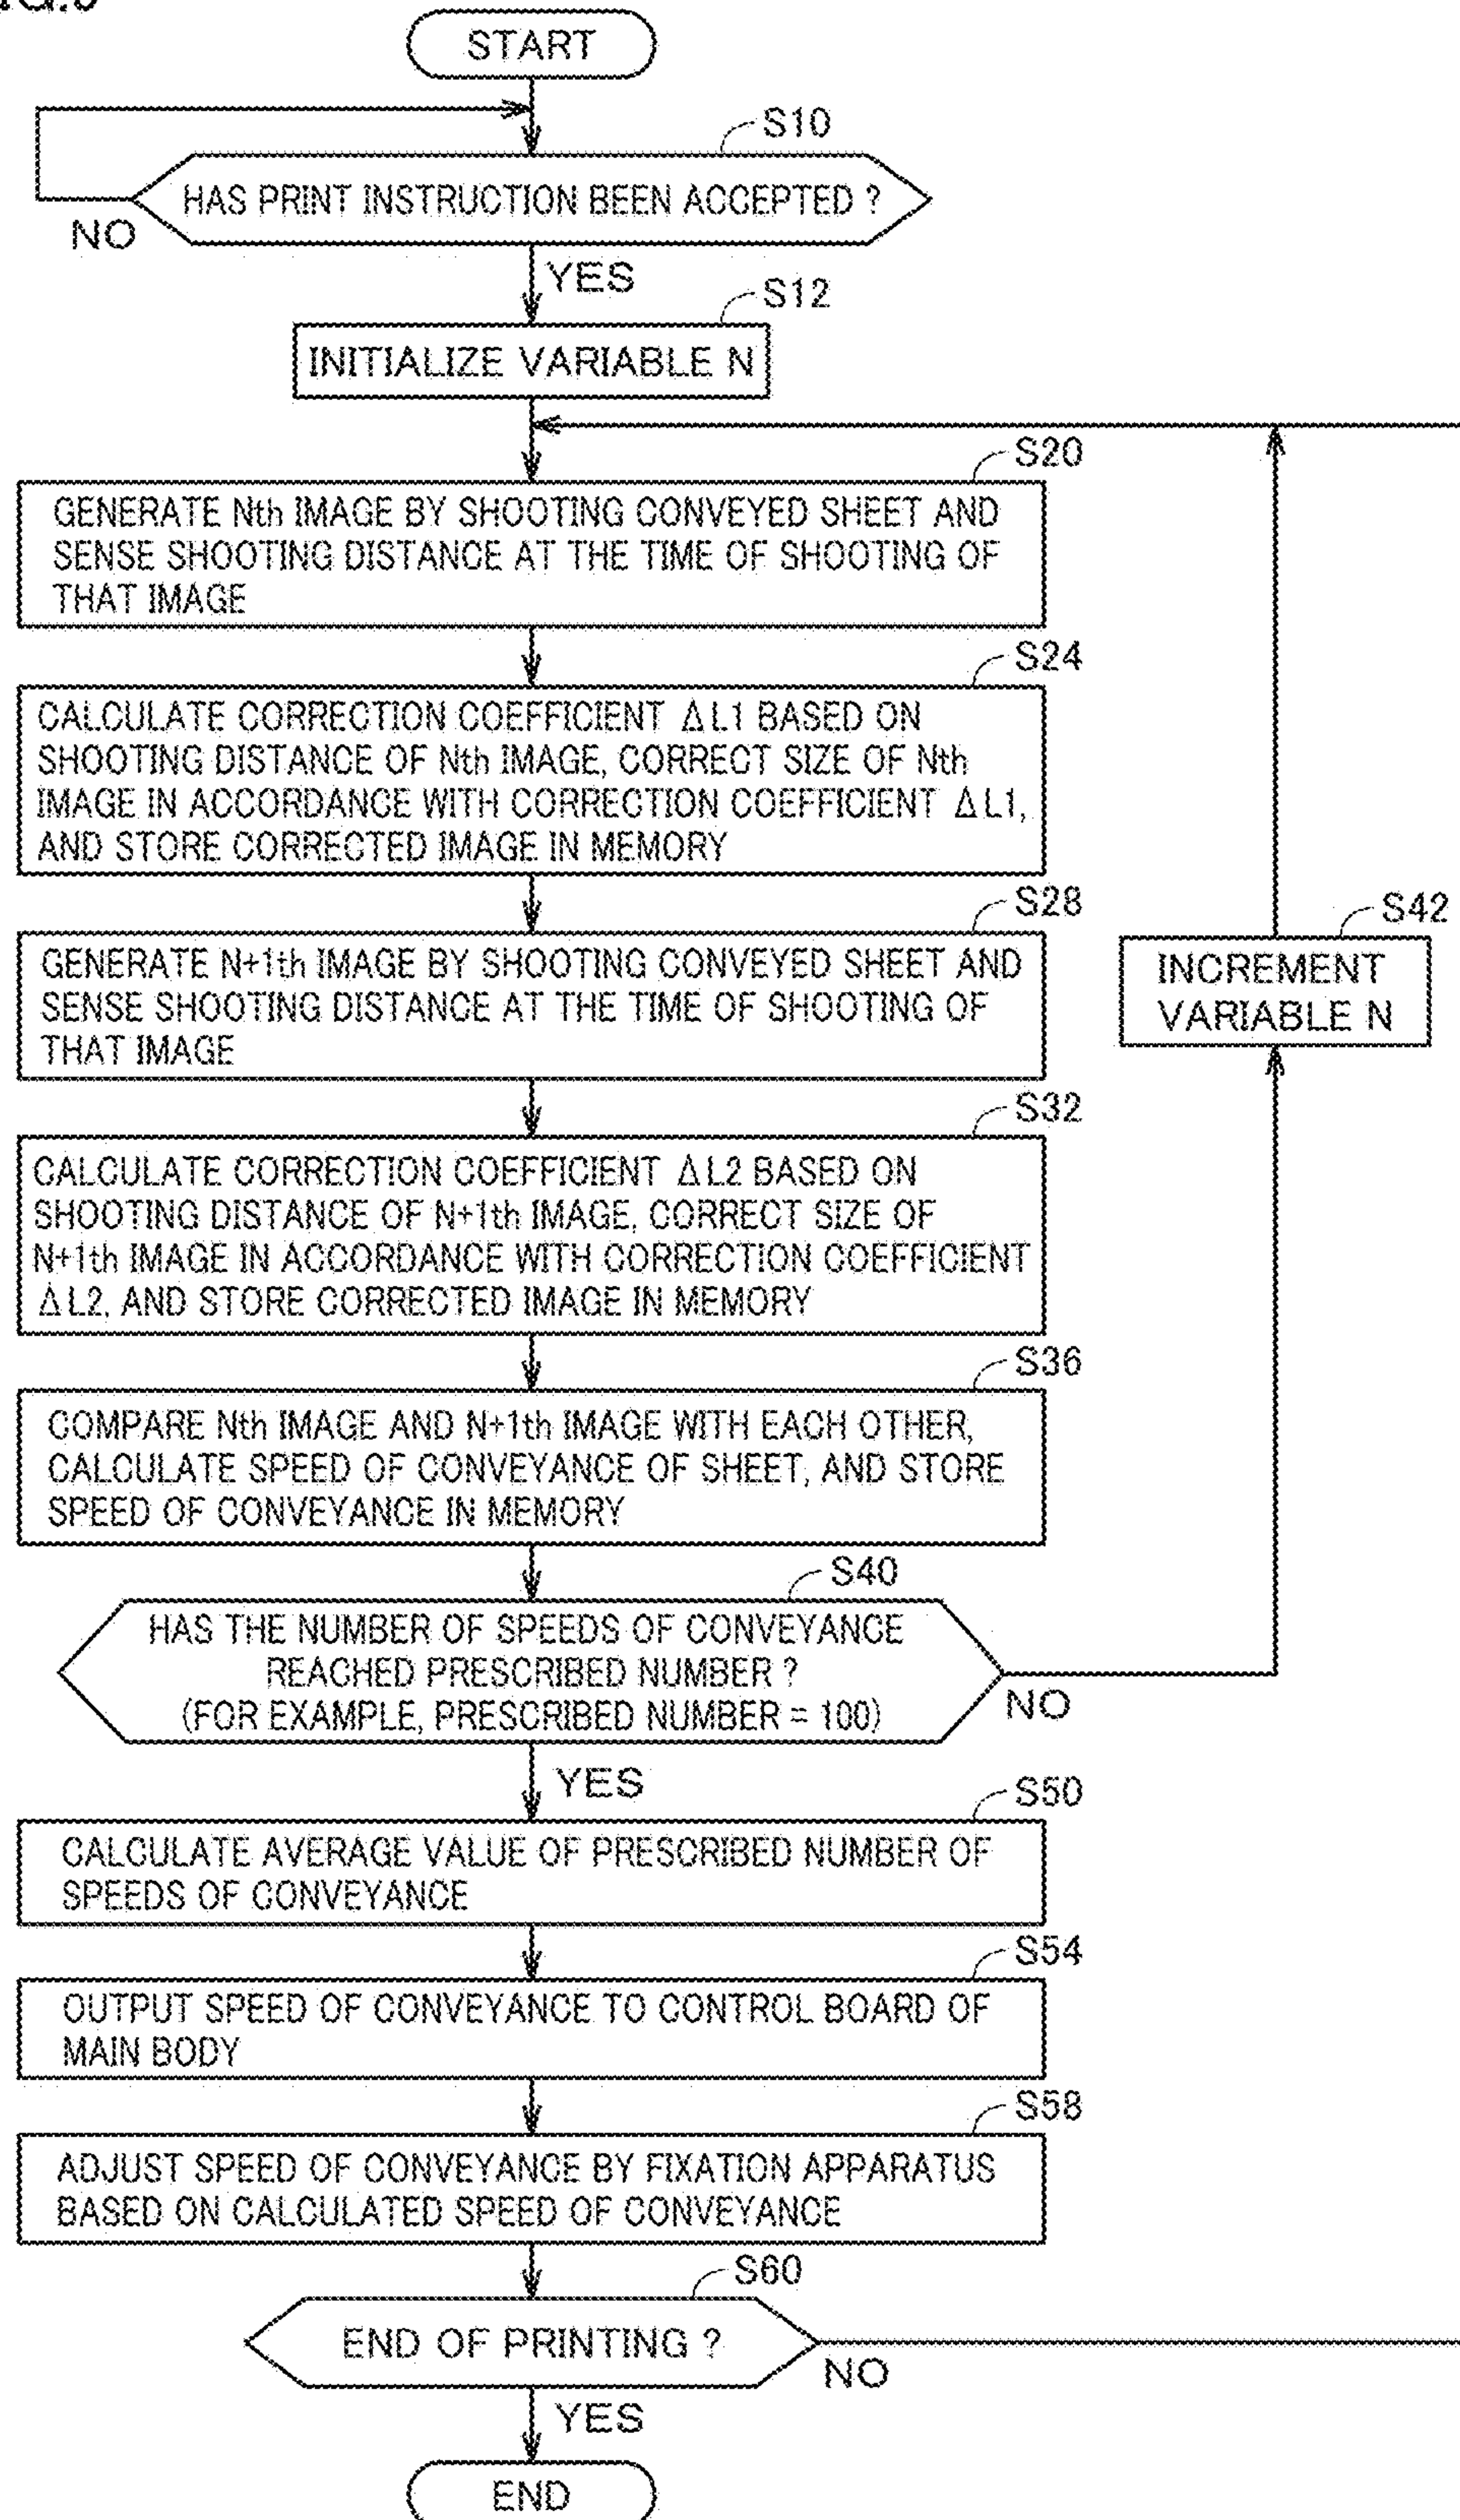 START
S10
HAS PRINT INSTRUCTION BEEN ACCEPTED ?
NO
YES
S12
INITIALIZE VARIABLE N
S20
GENERATE Nth IMAGE BY SHOOTING CONVEYED SHEET AND
SENSE SHOOTING DISTANCE AT THE TIME OF SHOOTING OF
THAT IMAGE
S24
CALCULATE CORRECTION COEFFICIENT ΔL1 BASED ON
SHOOTING DISTANCE OF Nth IMAGE, CORRECT SIZE OF Nth
IMAGE IN ACCORDANCE WITH CORRECTION COEFFICIENT ΔL1,
AND STORE CORRECTED IMAGE IN MEMORY
S28
GENERATE N+1th IMAGE BY SHOOTING CONVEYED SHEET AND
SENSE SHOOTING DISTANCE AT THE TIME OF SHOOTING OF
THAT IMAGE
S42
INCREMENT
VARIABLE N
S32
CALCULATE CORRECTION COEFFICIENT ΔL2 BASED ON
SHOOTING DISTANCE OF N+1th IMAGE, CORRECT SIZE OF
N+1th IMAGE IN ACCORDANCE WITH CORRECTION COEFFICIENT
ΔL2, AND STORE CORRECTED IMAGE IN MEMORY
S36
COMPARE Nth IMAGE AND N+1th IMAGE WITH EACH OTHER,
CALCULATE SPEED OF CONVEYANCE OF SHEET, AND STORE
SPEED OF CONVEYANCE IN MEMORY
S40
HAS THE NUMBER OF SPEEDS OF CONVEYANCE
REACHED PRESCRIBED NUMBER ?
(FOR EXAMPLE, PRESCRIBED NUMBER = 100)
NO
YES
S50
CALCULATE AVERAGE VALUE OF PRESCRIBED NUMBER OF
SPEEDS OF CONVEYANCE
S54
OUTPUT SPEED OF CONVEYANCE TO CONTROL BOARD OF
MAIN BODY
S58
ADJUST SPEED OF CONVEYANCE BY FIXATION APPARATUS
BASED ON CALCULATED SPEED OF CONVEYANCE
S60
END OF PRINTING ?
NO
YES
END